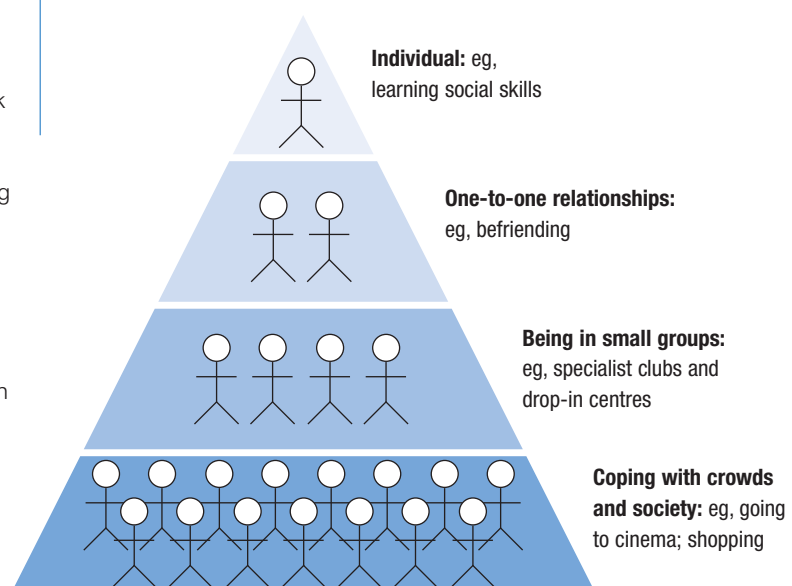 Individual: eg,
learning social skills
One-to-one relationships:
eg, befriending
Being in small groups:
eg, specialist clubs and
drop-in centres
Coping with crowds
and society: eg, going
to cinema; shopping